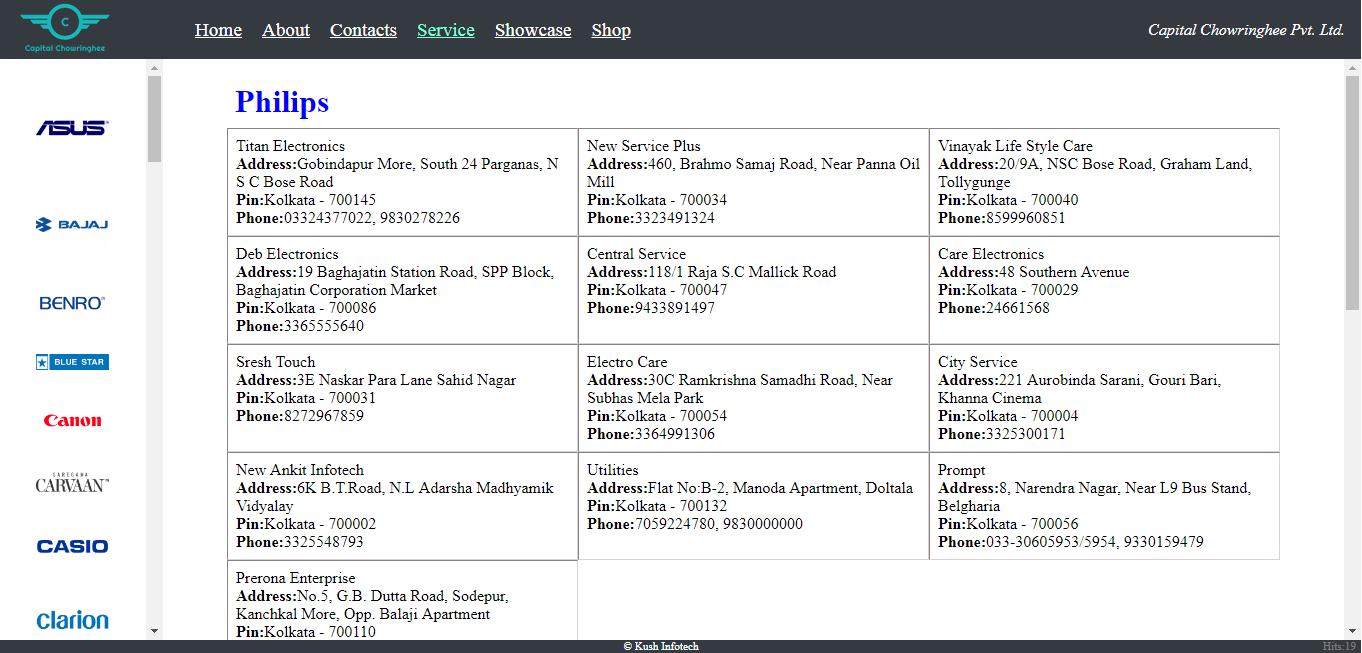 C
Capital Chowringhee
Home About Contacts Service Showcase Shop
Capital Chowringhee Pvt. Ltd.
ASUS
BAJAJ
BENRO
BLUE STAR
Canon
SAREGAMA
CARVAAN
CASIO
clarion
Philips
Titan Electronics
Address:Gobindapur More, South 24 Parganas, N
S C Bose Road
Pin:Kolkata - 700145
Phone:03324377022, 9830278226
New Service Plus
Address:460, Brahmo Samaj Road, Near Panna Oil
Mill
Pin:Kolkata - 700034
Phone:3323491324
Vinayak Life Style Care
Address:20/9A, NSC Bose Road, Graham Land,
Tollygunge
Pin:Kolkata - 700040
Phone:8599960851
Deb Electronics
Address:19 Baghajatin Station Road, SPP Block,
Baghajatin Corporation Market
Pin:Kolkata - 700086
Phone:3365555640
Central Service
Address:118/1 Raja S.C Mallick Road
Pin:Kolkata - 700047
Phone:9433891497
Care Electronics
Address:48 Southern Avenue
Pin:Kolkata - 700029
Phone:24661568
Sresh Touch
Address:3E Naskar Para Lane Sahid Nagar
Pin:Kolkata - 700031
Phone:8272967859
Electro Care
Address:30C Ramkrishna Samadhi Road, Near
Subhas Mela Park
Pin:Kolkata - 700054
Phone:3364991306
City Service
Address:221 Aurobinda Sarani, Gouri Bari,
Khanna Cinema
Pin:Kolkata - 700004
Phone:3325300171
New Ankit Infotech
Address:6K B.T.Road, N.L Adarsha Madhyamik
Vidyalay
Pin:Kolkata - 700002
Phone:3325548793
Utilities
Address:Flat No:B-2, Manoda Apartment, Doltala
Pin:Kolkata - 700132
Phone:7059224780, 9830000000
Prompt
Address:8, Narendra Nagar, Near L9 Bus Stand,
Belgharia
Pin:Kolkata - 700056
Phone:033-30605953/5954, 9330159479
Prerona Enterprise
Address:No.5, G.B. Dutta Road, Sodepur,
Kanchkal More, Opp. Balaji Apartment
Pin:Kolkata - 700110
© Kush Infotech
Hits:19